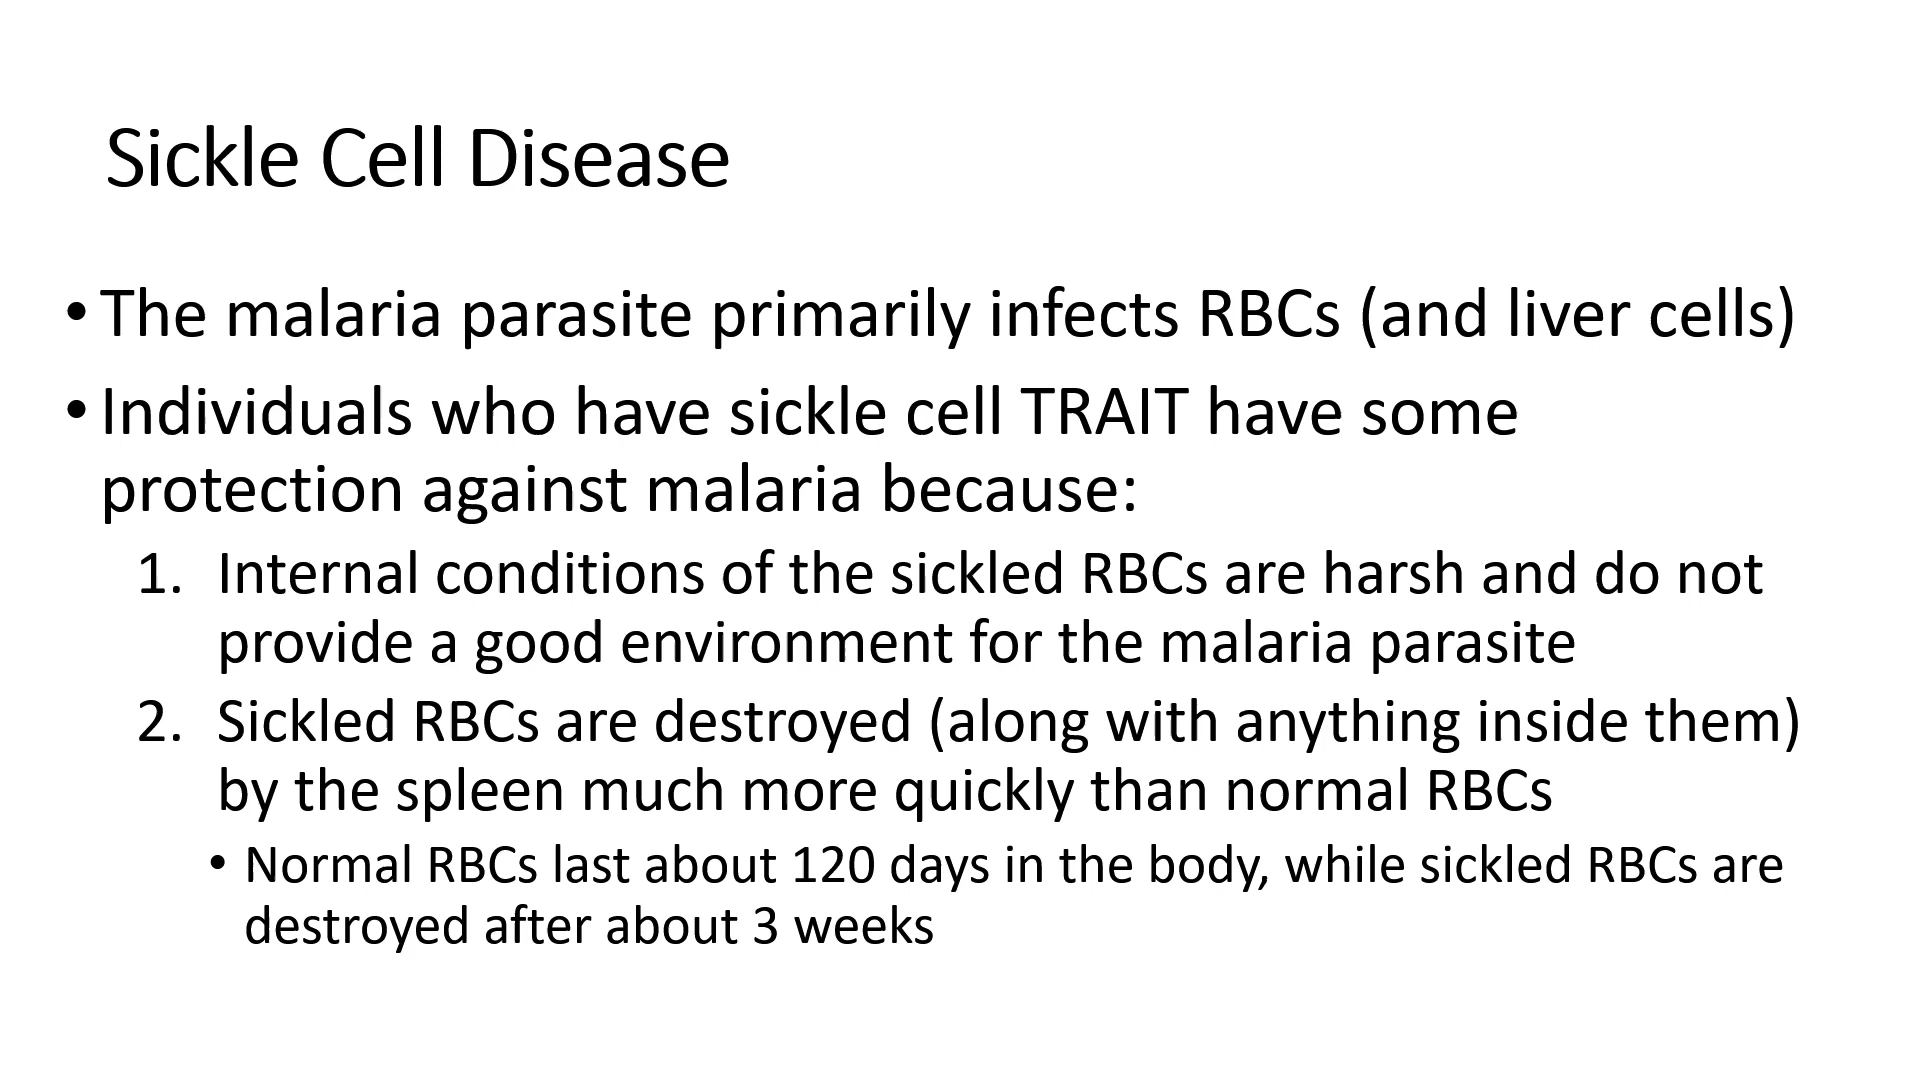 Sickle Cell Disease
• The malaria parasite primarily infects RBCs (and liver cells)
• Individuals who have sickle cell TRAIT have some
protection against malaria because:
1. Internal conditions of the sickled RBCs are harsh and do not
provide a good environment for the malaria parasite
2. Sickled RBCs are destroyed (along with anything inside them)
by the spleen much more quickly than normal RBCs
• Normal RBCs last about 120 days in the body, while sickled RBCs are
destroyed after about 3 weeks